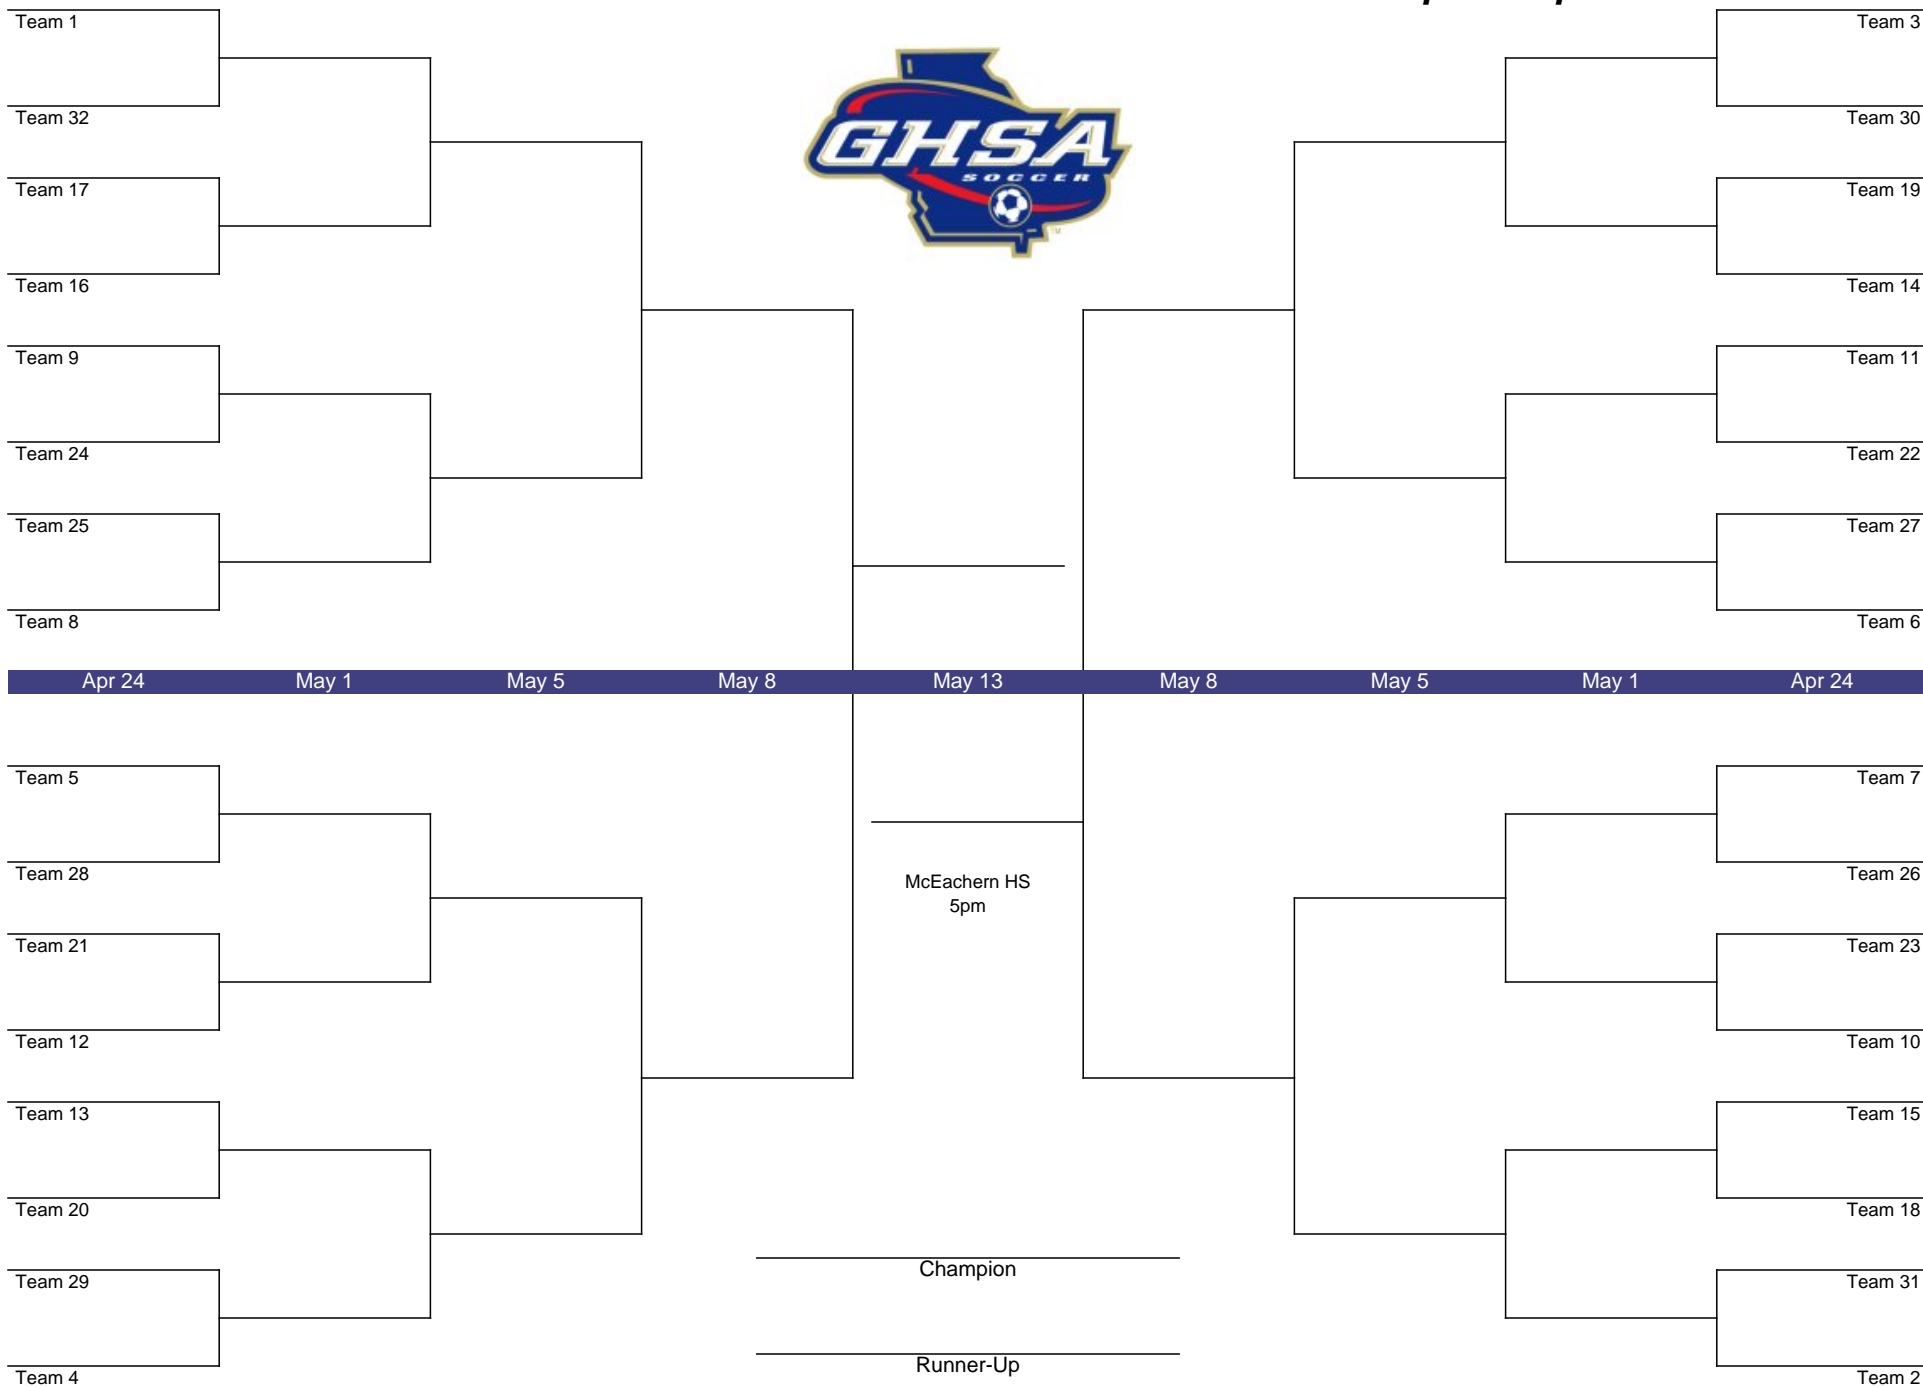 Team 1 Team 3
GHSA
SOCCER
TM
Team 32 Team 30
Team 17 Team 19
Team 16 Team 14
Team 9 Team 11
Team 24 Team 22
Team 25 Team 27
Team 8 Team 6
Apr 24 May 1 May 5 May 8 May 13 May 8 May 5 May 1 Apr 24
Team 5 Team 7
Team 28 Team 26
McEachern HS
5pm
Team 21 Team 23
Team 12 Team 10
Team 13 Team 15
Team 20 Team 18
Champion
Team 29 Team 31
Runner-Up
Team 4 Team 2